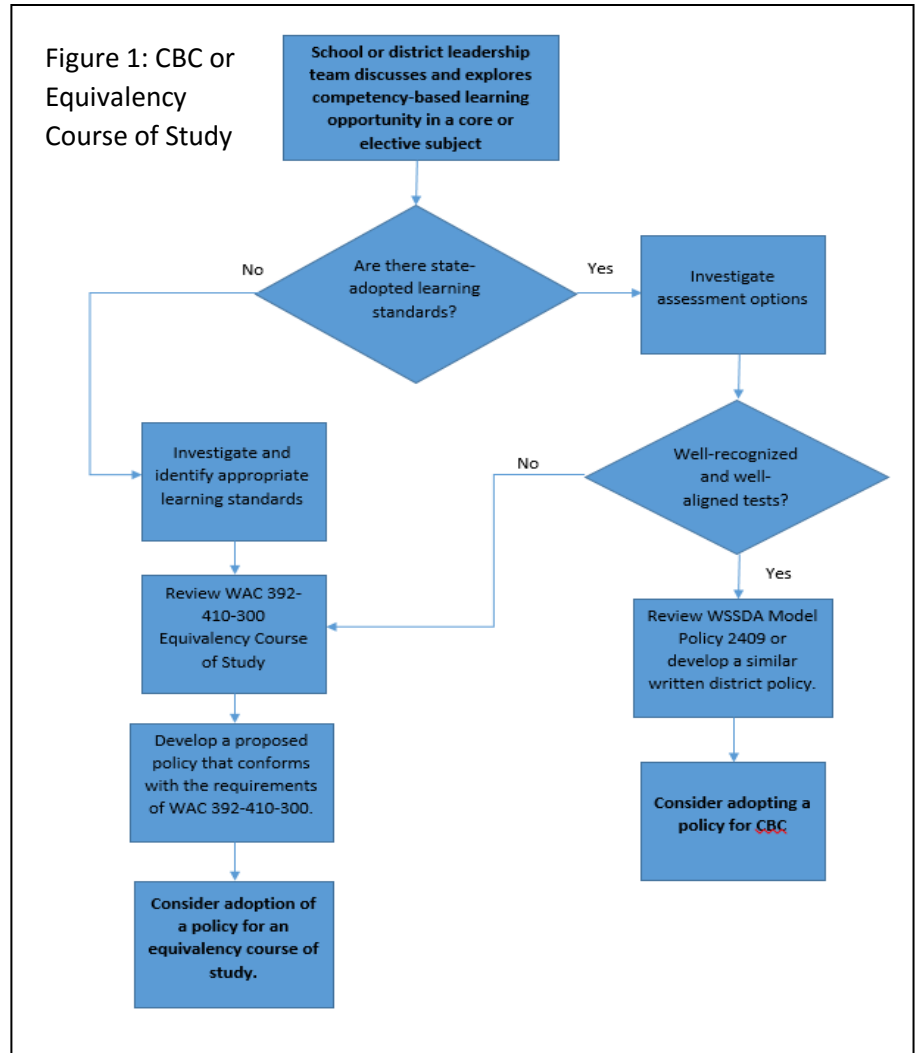 Figure 1: CBC or
Equivalency
Course of Study
School or district leadership
team discusses and explores
competency-based learning
opportunity in a core or
elective subject
No
Are there state-
adopted learning
standards?
Yes
Investigate
assessment options
Investigate and
identify appropriate
learning standards
No
Well-recognized
and well-
aligned tests?
Yes
Review WAC 392-
410-300
Equivalency Course
of Study
Review WSSDA Model
Policy 2409 or
develop a similar
written district policy.
Develop a proposed
policy that conforms
with the requirements
of WAC 392-410-300.
Consider adopting a
policy for CBC
Consider adoption of
a policy for an
equivalency course of
study.